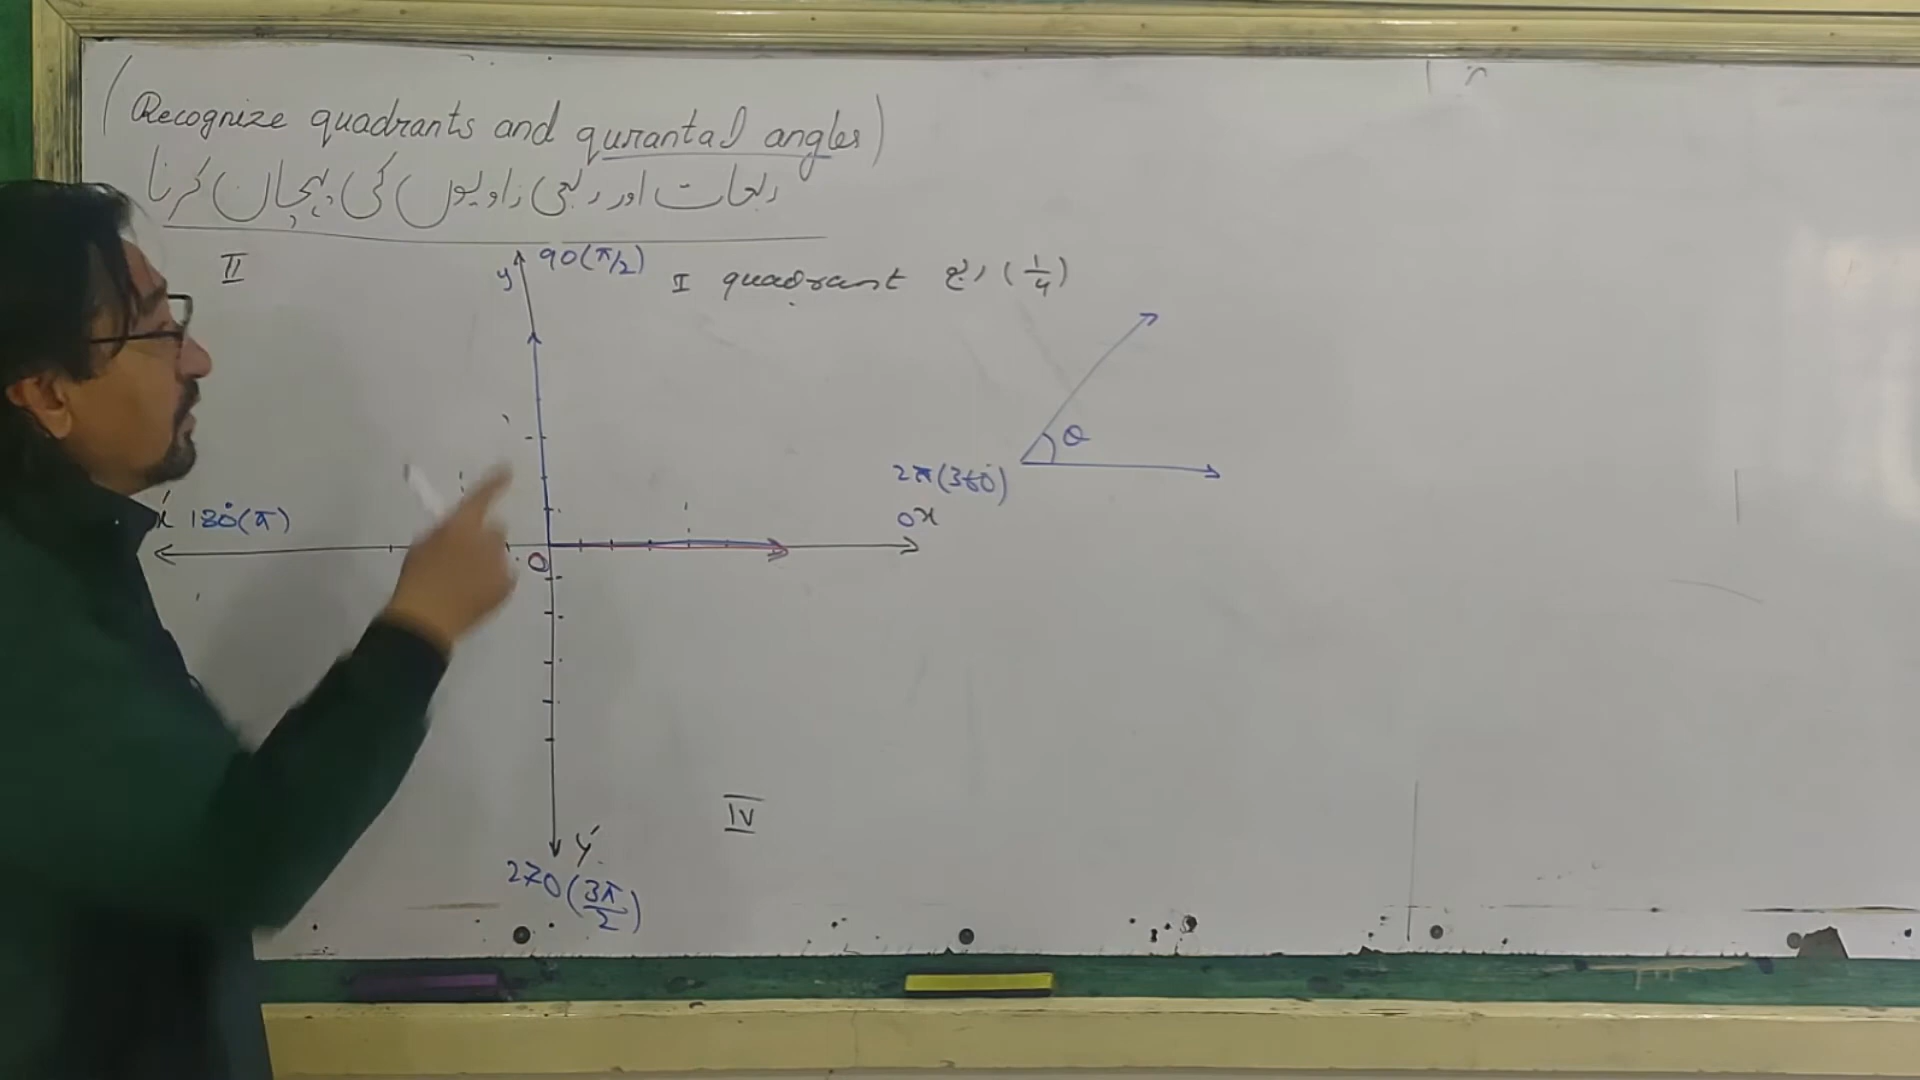 (Recognize quadrants and qurantal angles)
ربعات اور ربعی زاویوں کی پہچان کرنا
II
y
90(π/2)
I quadrant ربع (1/4)
θ
2π(360°)
x́ 180°(π)
0x
O
IV
ý
270(3π/2)